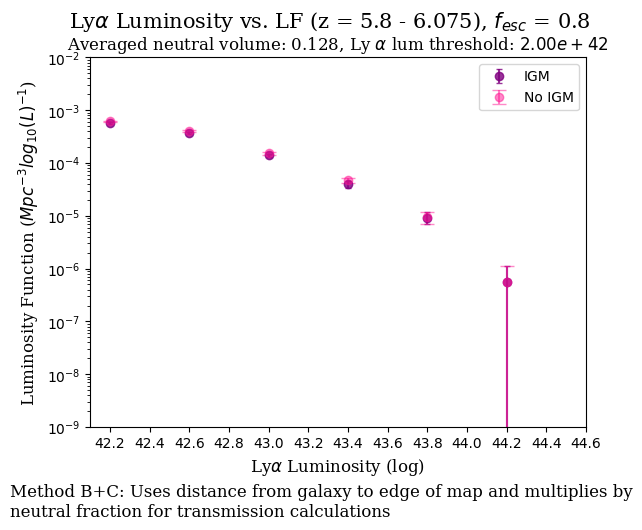 Lyα Luminosity vs. LF (z = 5.8 - 6.075), f_esc = 0.8
Averaged neutral volume: 0.128, Ly α lum threshold: 2.00e + 42
IGM
No IGM
Luminosity Function (Mpc⁻³log₁₀(L)⁻¹)
10⁻²
10⁻³
10⁻⁴
10⁻⁵
10⁻⁶
10⁻⁷
10⁻⁸
10⁻⁹
42.2 42.4 42.6 42.8 43.0 43.2 43.4 43.6 43.8 44.0 44.2 44.4 44.6
Lyα Luminosity (log)
Method B+C: Uses distance from galaxy to edge of map and multiplies by
neutral fraction for transmission calculations